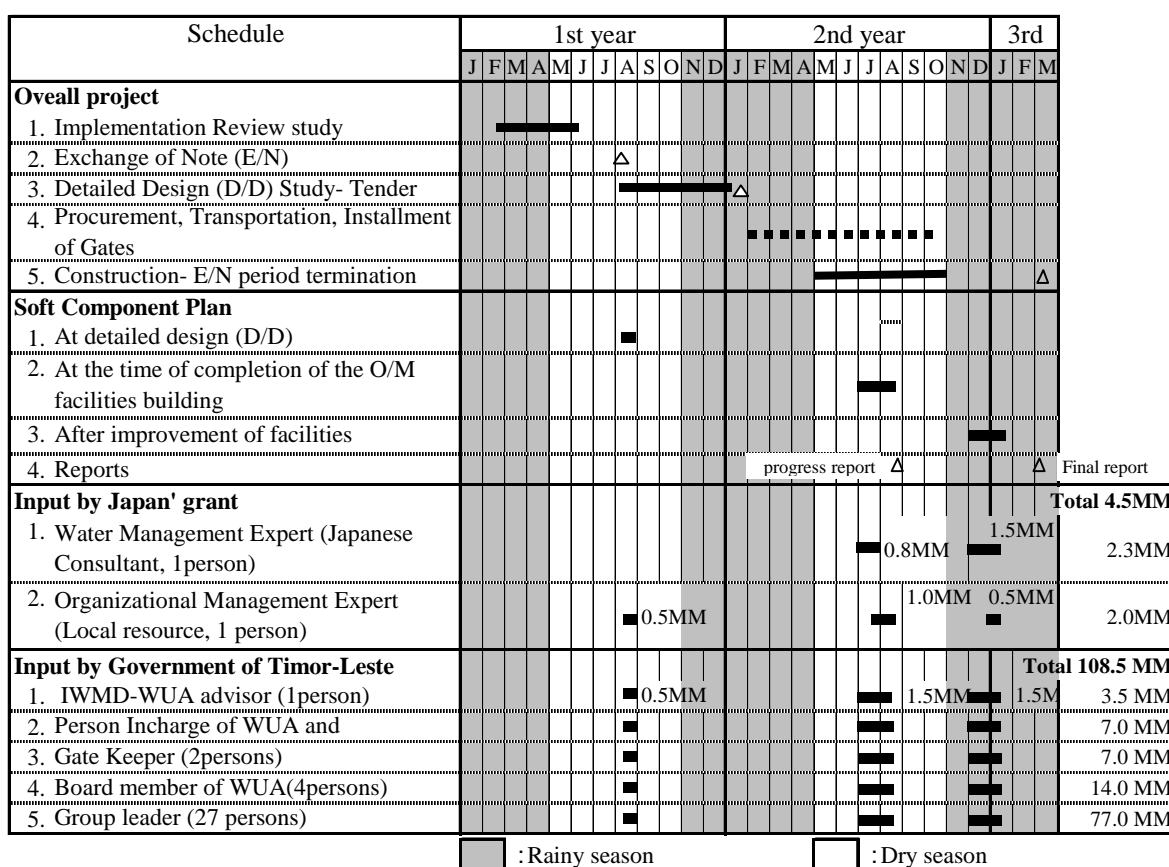 Schedule 1st year 2nd year 3rd
J F M A M J J A S O N D J F M A M J J A S O N D J F M
Oveall project
1. Implementation Review study
2. Exchange of Note (E/N)
3. Detailed Design (D/D) Study- Tender
4. Procurement, Transportation, Installment
of Gates
5. Construction- E/N period termination
Soft Component Plan
1. At detailed design (D/D)
2. At the time of completion of the O/M
facilities building
3. After improvement of facilities
4. Reports progress report Final report
Input by Japan' grant Total 4.5MM
1. Water Management Expert (Japanese 1.5MM
Consultant, 1person) 0.8MM 2.3MM
2. Organizational Management Expert 1.0MM 0.5MM
(Local resource, 1 person) 0.5MM 2.0MM
Input by Government of Timor-Leste Total 108.5 MM
1. IWMD-WUA advisor (1person) 0.5MM 1.5MM 1.5M 3.5 MM
2. Person Incharge of WUA and 7.0 MM
3. Gate Keeper (2persons) 7.0 MM
4. Board member of WUA(4persons) 14.0 MM
5. Group leader (27 persons) 77.0 MM
:Rainy season :Dry season